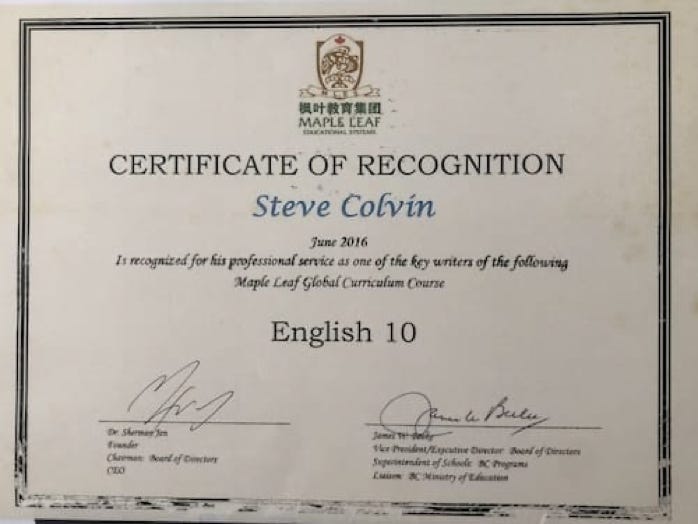 MLES
枫叶教育集团
MAPLE LEAF
EDUCATIONAL SYSTEMS
CERTIFICATE OF RECOGNITION
Steve Colvin
June 2016
Is recognized for his professional service as one of the key writers of the following
Maple Leaf Global Curriculum Course
English 10
Dr. Sherman Jen
Founder
Chairman: Board of Directors
CEO
James W.
Vice President/Executive Director Board of Directors
Superintendent of Schools: BC Programs
Liaison: BC Ministry of Education